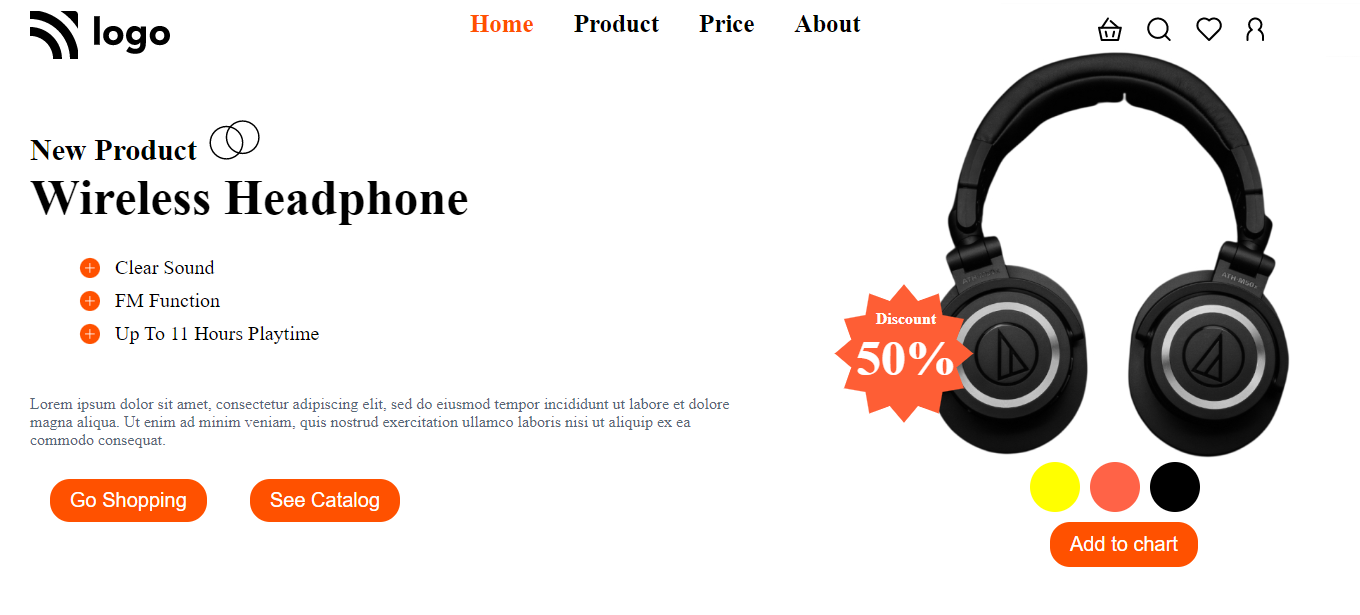 logo
Home Product Price About
New Product
Wireless Headphone
Clear Sound
FM Function
Up To 11 Hours Playtime
Lorem ipsum dolor sit amet, consectetur adipiscing elit, sed do eiusmod tempor incididunt ut labore et dolore
magna aliqua. Ut enim ad minim veniam, quis nostrud exercitation ullamco laboris nisi ut aliquip ex ea
commodo consequat.
Go Shopping
See Catalog
Discount
50%
Add to chart